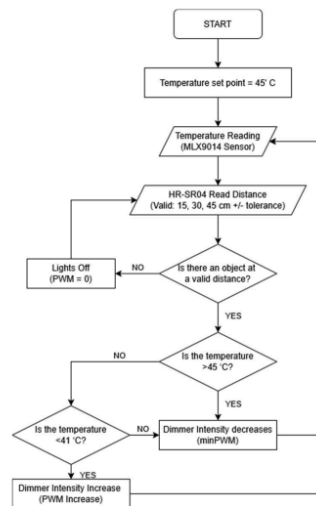 START
Temperature set point = 45' C
Temperature Reading
(MLX9014 Sensor)
HR-SR04 Read Distance
(Valid: 15, 30, 45 cm +/- tolerance)
Lights Off
(PWM = 0)
NO
Is there an object at
a valid distance?
YES
NO
Is the temperature
>45 'C?
YES
Is the temperature
<41 'C?
NO
Dimmer Intensity decreases
(minPWM)
YES
Dimmer Intensity Increase
(PWM Increase)